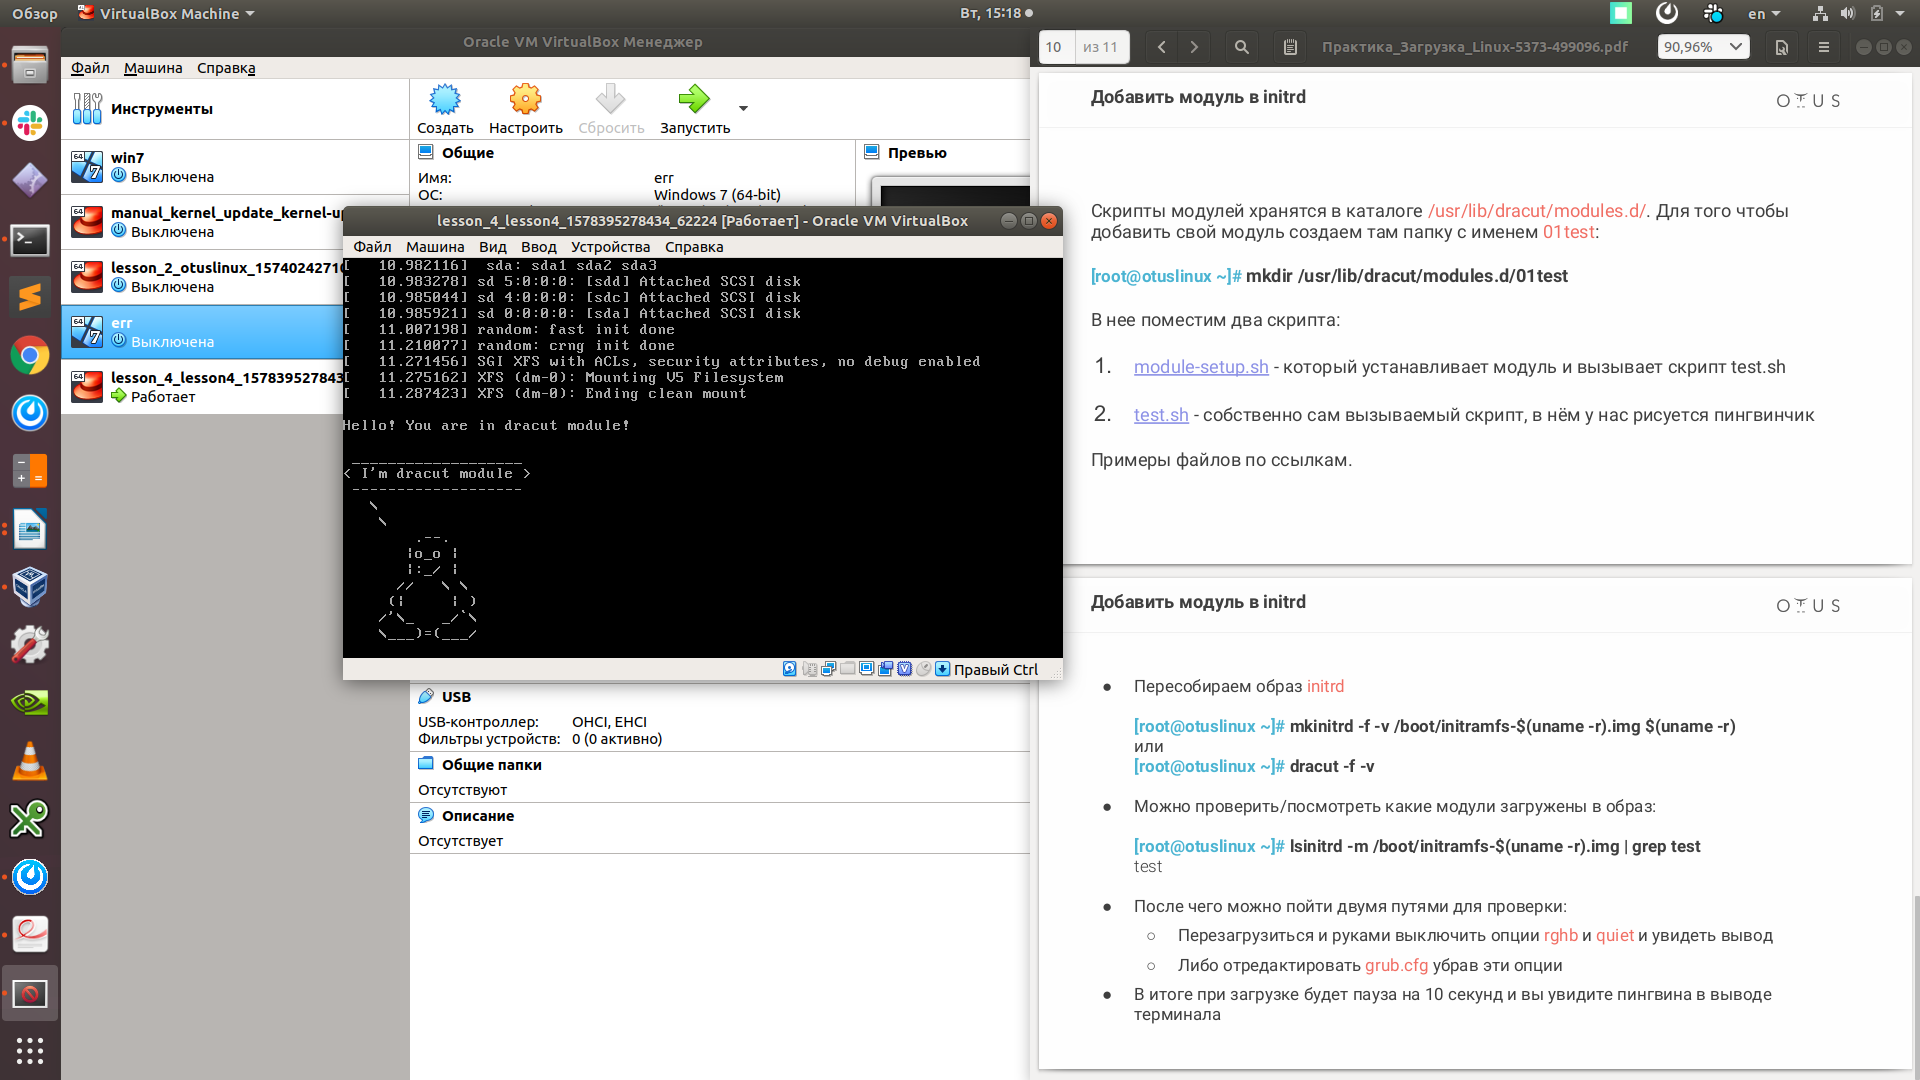 Обзор
VirtualBox Machine
Вт, 15:18
en
Oracle VM VirtualBox Менеджер
Файл Машина Справка
Инструменты
win7
Выключена
manual_kernel_update_kernel-up
Выключена
lesson_2_otuslinux_1574024271
Выключена
err
Выключена
lesson_4_lesson4_157839527843
Работает
Создать Настроить Сбросить Запустить
Общие
Имя: err
ОС: Windows 7 (64-bit)
Превью
lesson_4_lesson4_1578395278434_62224 [Работает] - Oracle VM VirtualBox
Файл Машина Вид Ввод Устройства Справка
[   10.982116]  sda: sda1 sda2 sda3
[   10.983278] sd 5:0:0:0: [sdd] Attached SCSI disk
[   10.985044] sd 4:0:0:0: [sdc] Attached SCSI disk
[   10.985921] sd 0:0:0:0: [sda] Attached SCSI disk
[   11.007198] random: fast init done
[   11.210077] random: crng init done
[   11.271456] SGI XFS with ACLs, security attributes, no debug enabled
[   11.275162] XFS (dm-0): Mounting V5 Filesystem
[   11.287423] XFS (dm-0): Ending clean mount
Hello! You are in dracut module!
 ___________________
< I'm dracut module >
 -------------------
   \
    \
        .--.
       |o_o |
       |:_/ |
      //   \ \
     (|     | )
    /'\_   _/`\
    \___)=(___/
Правый Ctrl
USB
USB-контроллер: OHCI, EHCI
Фильтры устройств: 0 (0 активно)
Общие папки
Отсутствуют
Описание
Отсутствует
10 из 11
Практика_Загрузка_Linux-5373-499096.pdf
90,96%
Добавить модуль в initrd
OTUS
Скрипты модулей хранятся в каталоге /usr/lib/dracut/modules.d/. Для того чтобы
добавить свой модуль создаем там папку с именем 01test:
[root@otuslinux ~]# mkdir /usr/lib/dracut/modules.d/01test
В нее поместим два скрипта:
1. module-setup.sh - который устанавливает модуль и вызывает скрипт test.sh
2. test.sh - собственно сам вызываемый скрипт, в нём у нас рисуется пингвинчик
Примеры файлов по ссылкам.
Добавить модуль в initrd
OTUS
● Пересобираем образ initrd
[root@otuslinux ~]# mkinitrd -f -v /boot/initramfs-$(uname -r).img $(uname -r)
или
[root@otuslinux ~]# dracut -f -v
● Можно проверить/посмотреть какие модули загружены в образ:
[root@otuslinux ~]# lsinitrd -m /boot/initramfs-$(uname -r).img | grep test
test
● После чего можно пойти двумя путями для проверки:
○ Перезагрузиться и руками выключить опции rghb и quiet и увидеть вывод
○ Либо отредактировать grub.cfg убрав эти опции
● В итоге при загрузке будет пауза на 10 секунд и вы увидите пингвина в выводе
терминала